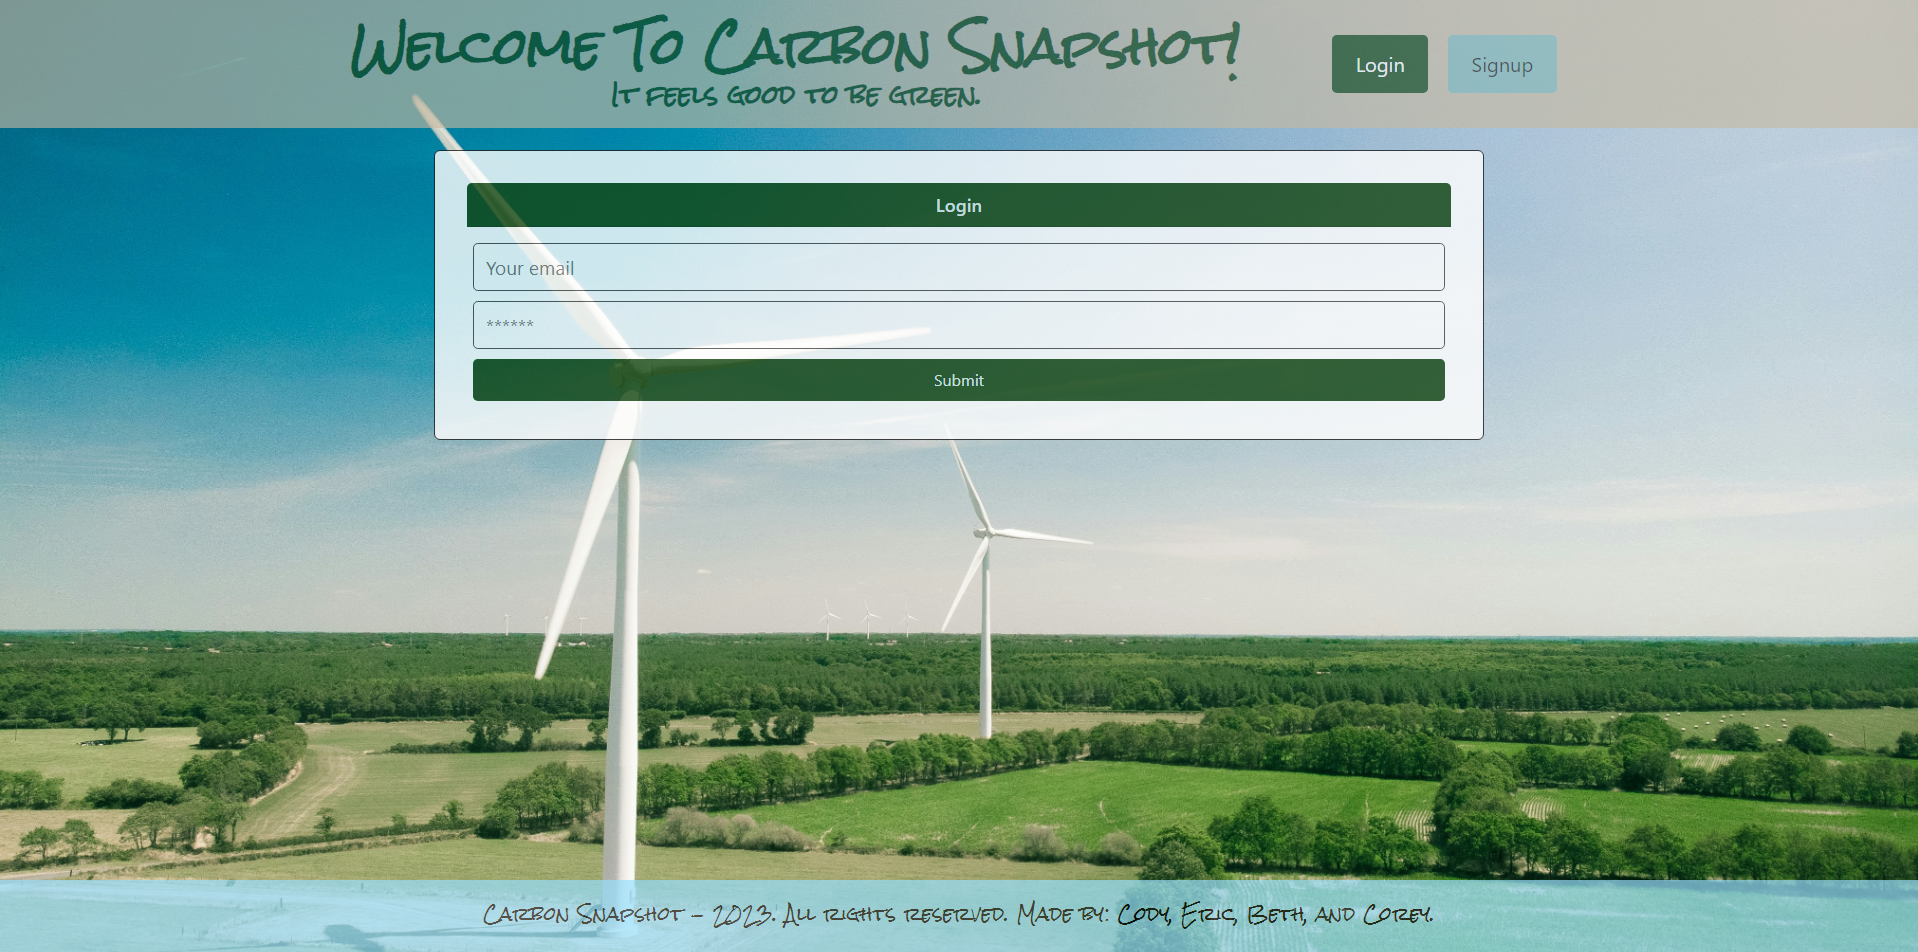 Welcome To Carbon Snapshot!
It feels good to be green.
Login
Signup
Login
Your email
******
Submit
Carbon Snapshot - 2023. All rights reserved. Made by: Cody, Eric, Beth, and Corey.